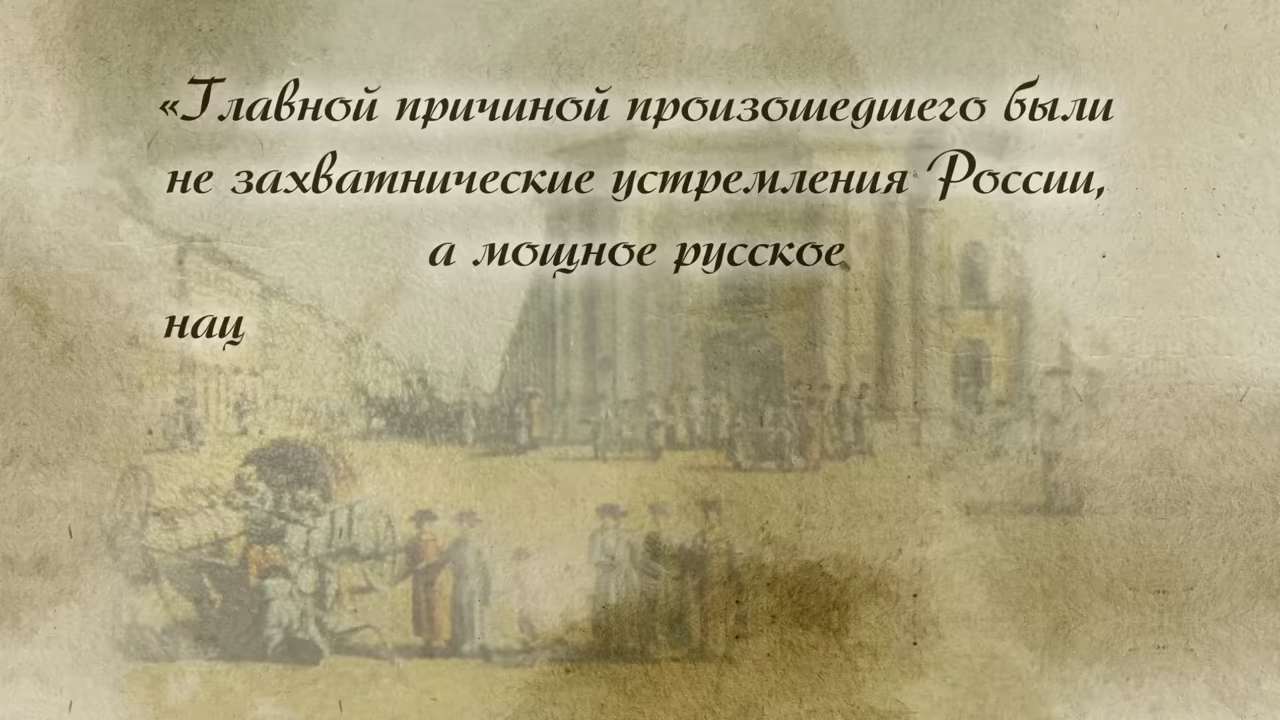 «Главной причиной произошедшего были
не захватнические устремления России,
а мощное русское
нац